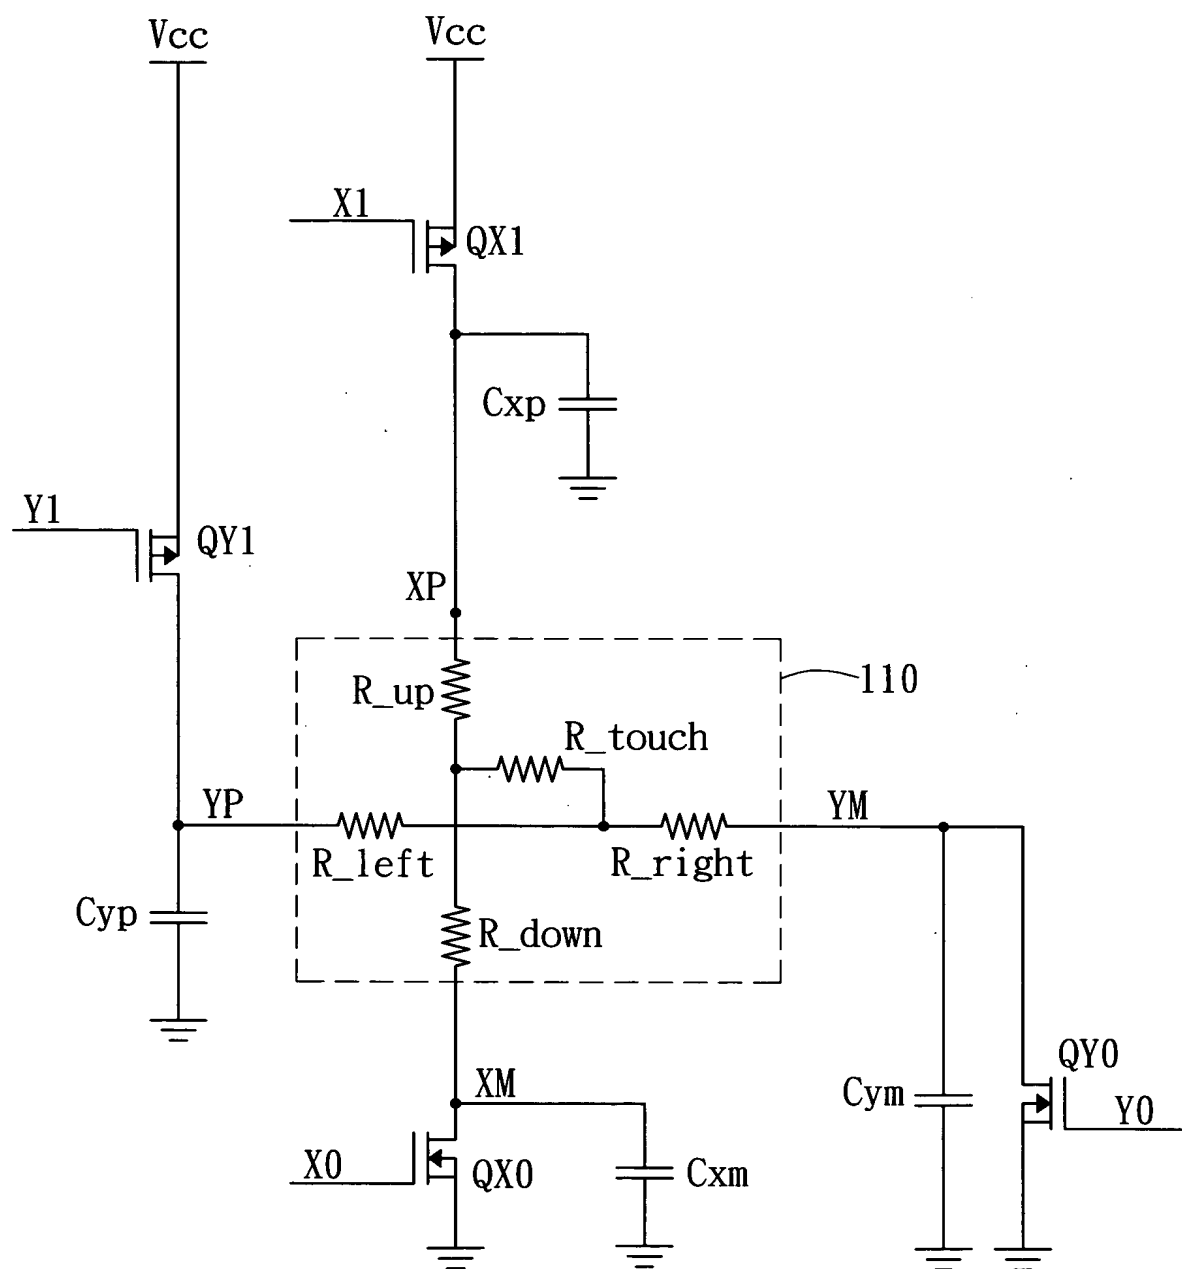 Vcc
Vcc
X1
QX1
Cxp
Y1
QY1
XP
R_up
110
R_touch
YP
YM
R_left
R_right
Cyp
R_down
XM
QY0
Cym
Y0
X0
QX0
Cxm